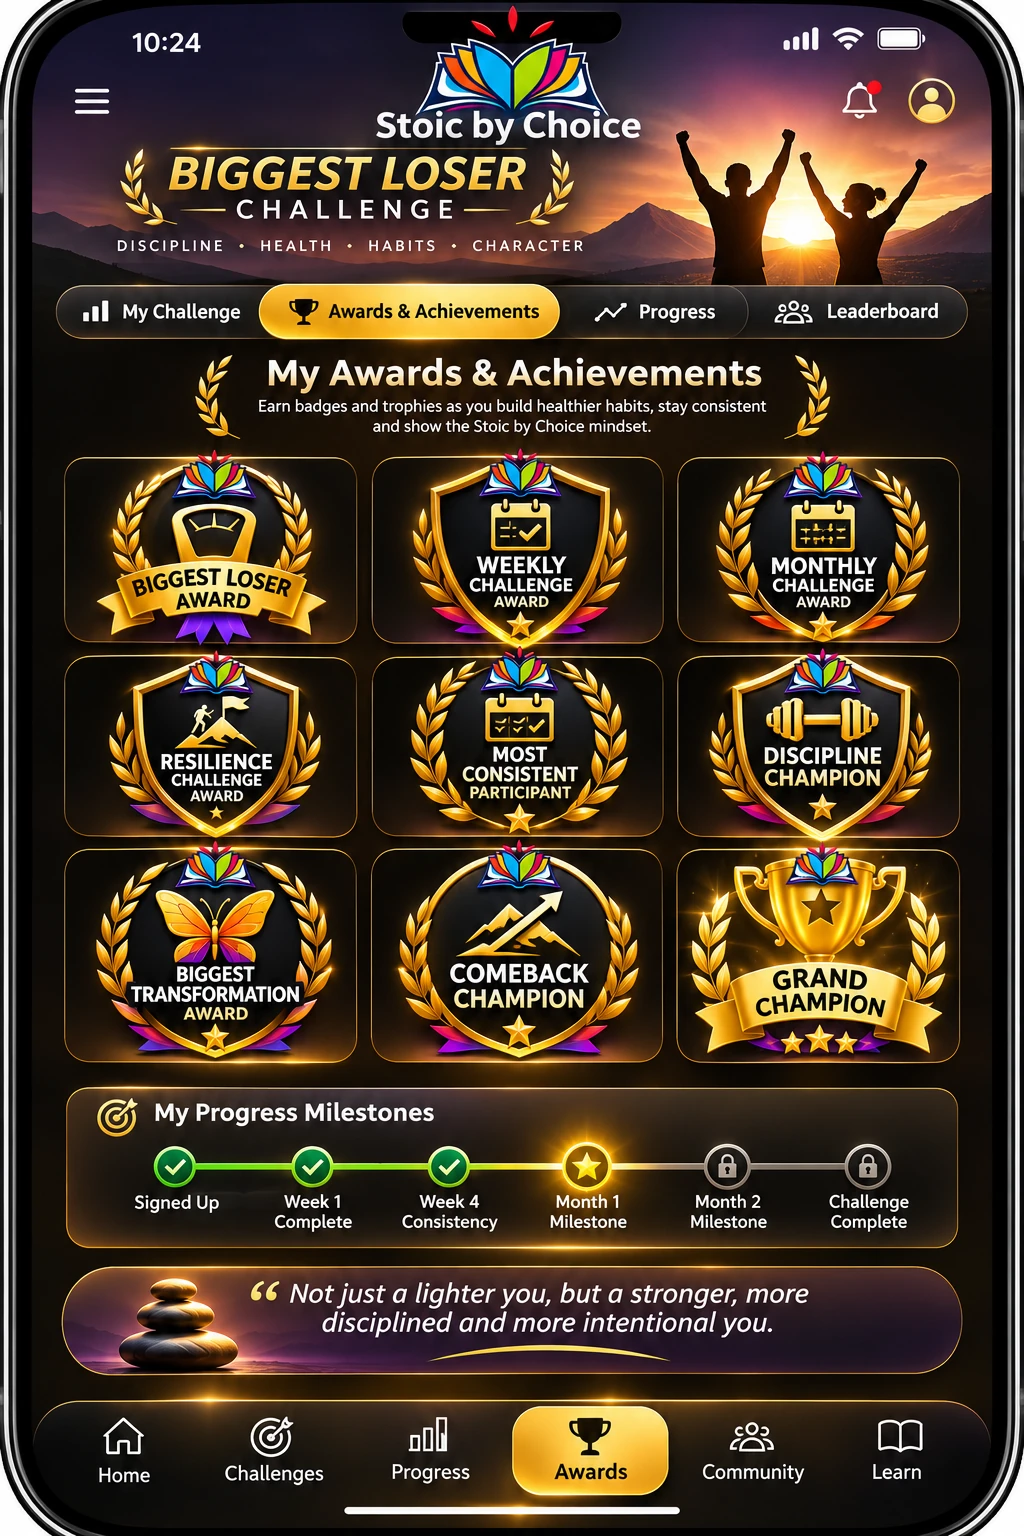 10:24
Stoic by Choice
BIGGEST LOSER
CHALLENGE
DISCIPLINE • HEALTH • HABITS • CHARACTER
My Challenge
Awards & Achievements
Progress
Leaderboard
My Awards & Achievements
Earn badges and trophies as you build healthier habits, stay consistent
and show the Stoic by Choice mindset.
BIGGEST LOSER
AWARD
WEEKLY
CHALLENGE
AWARD
MONTHLY
CHALLENGE
AWARD
RESILIENCE
CHALLENGE
AWARD
MOST
CONSISTENT
PARTICIPANT
DISCIPLINE
CHAMPION
BIGGEST
TRANSFORMATION
AWARD
COMEBACK
CHAMPION
GRAND
CHAMPION
My Progress Milestones
Signed Up
Week 1
Complete
Week 4
Consistency
Month 1
Milestone
Month 2
Milestone
Challenge
Complete
“ Not just a lighter you, but a stronger, more
disciplined and more intentional you.
Home
Challenges
Progress
Awards
Community
Learn